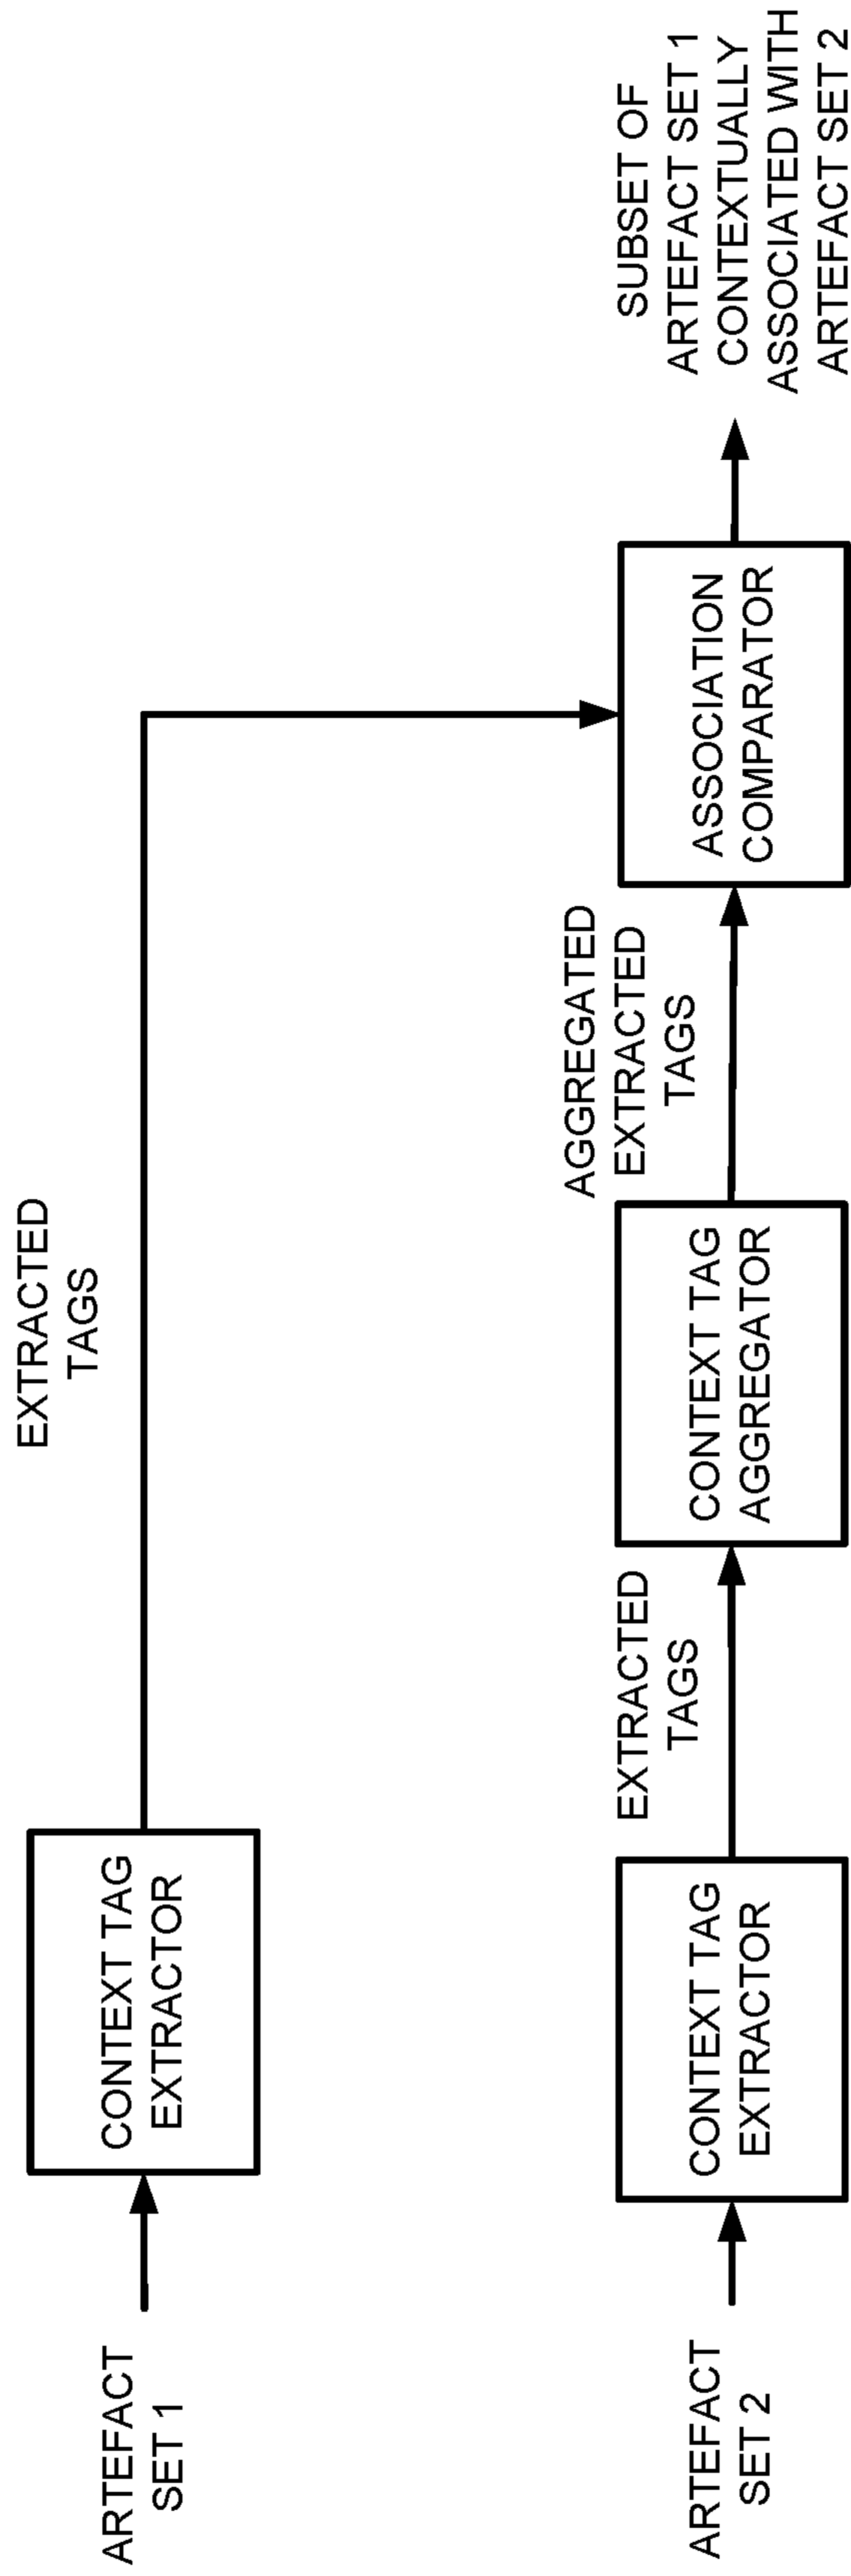 ARTEFACT
SET 1
CONTEXT TAG
EXTRACTOR
EXTRACTED
TAGS
ARTEFACT
SET 2
CONTEXT TAG
EXTRACTOR
EXTRACTED
TAGS
CONTEXT TAG
AGGREGATOR
AGGREGATED
EXTRACTED
TAGS
ASSOCIATION
COMPARATOR
SUBSET OF
ARTEFACT SET 1
CONTEXTUALLY
ASSOCIATED WITH
ARTEFACT SET 2